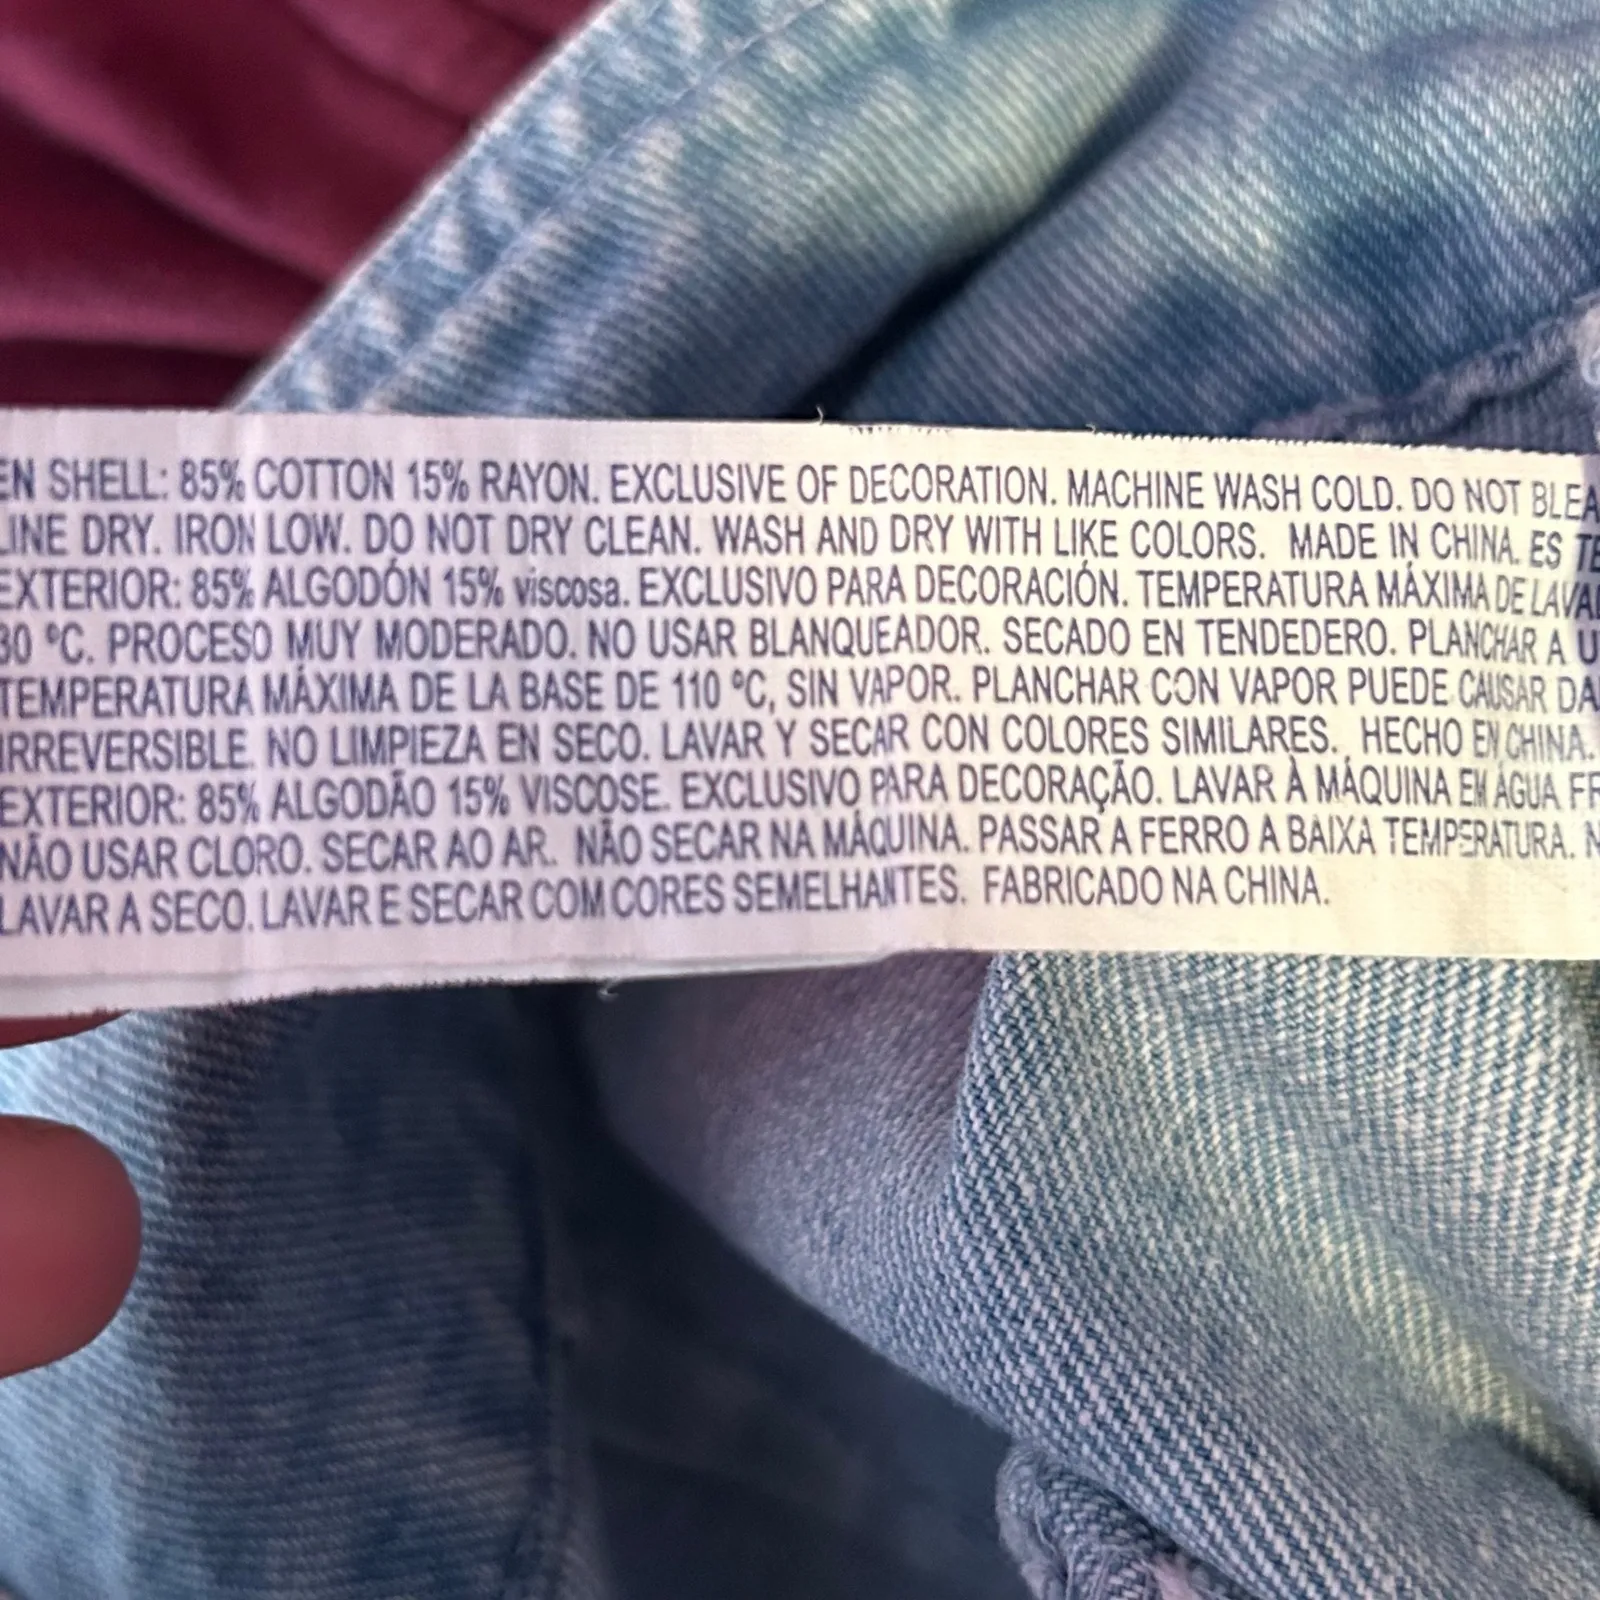 EN SHELL: 85% COTTON 15% RAYON. EXCLUSIVE OF DECORATION. MACHINE WASH COLD. DO NOT BLEA
LINE DRY. IRON LOW. DO NOT DRY CLEAN. WASH AND DRY WITH LIKE COLORS. MADE IN CHINA. ES TE
EXTERIOR: 85% ALGODÓN 15% viscosa. EXCLUSIVO PARA DECORACIÓN. TEMPERATURA MÁXIMA DE LAVA
30 °C. PROCESO MUY MODERADO. NO USAR BLANQUEADOR. SECADO EN TENDEDERO. PLANCHAR A U
TEMPERATURA MÁXIMA DE LA BASE DE 110 °C, SIN VAPOR. PLANCHAR CON VAPOR PUEDE CAUSAR DA
IRREVERSIBLE. NO LIMPIEZA EN SECO. LAVAR Y SECAR CON COLORES SIMILARES. HECHO EN CHINA.
EXTERIOR: 85% ALGODÃO 15% VISCOSE. EXCLUSIVO PARA DECORAÇÃO. LAVAR À MÁQUINA EM ÁGUA FR
NÃO USAR CLORO. SECAR AO AR. NÃO SECAR NA MÁQUINA. PASSAR A FERRO A BAIXA TEMPERATURA. N
LAVAR A SECO. LAVAR E SECAR COM CORES SEMELHANTES. FABRICADO NA CHINA.